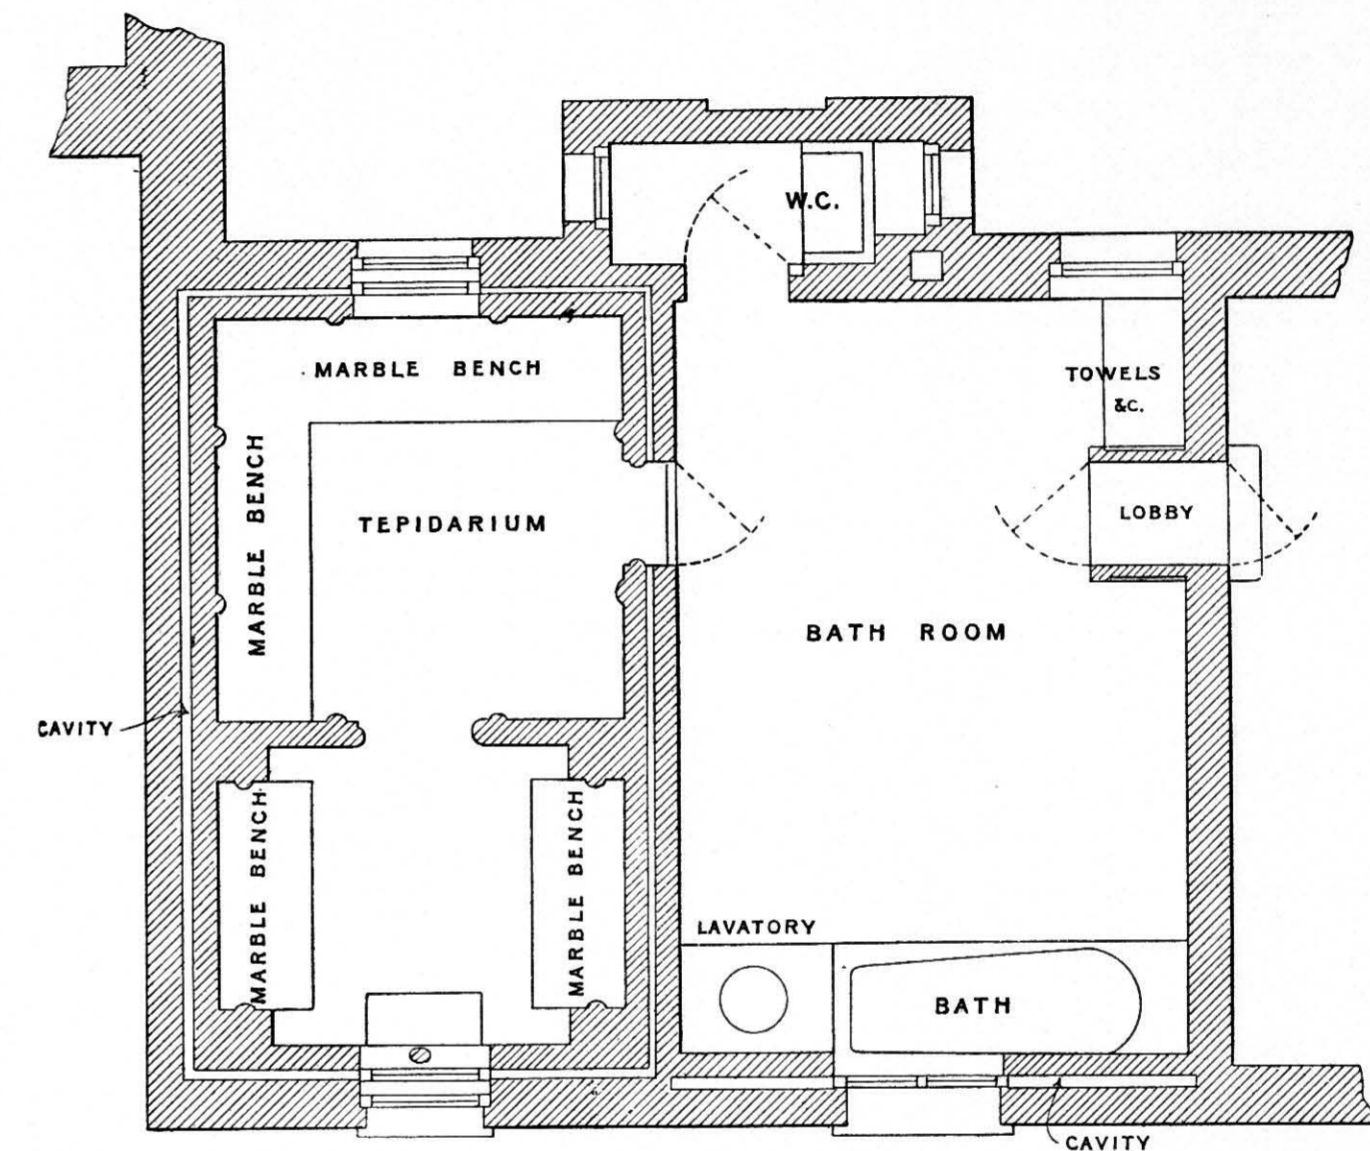 W.C.
MARBLE BENCH
TOWELS
&C.
MARBLE BENCH
TEPIDARIUM
LOBBY
BATH ROOM
CAVITY
MARBLE BENCH
MARBLE BENCH
LAVATORY
BATH
CAVITY